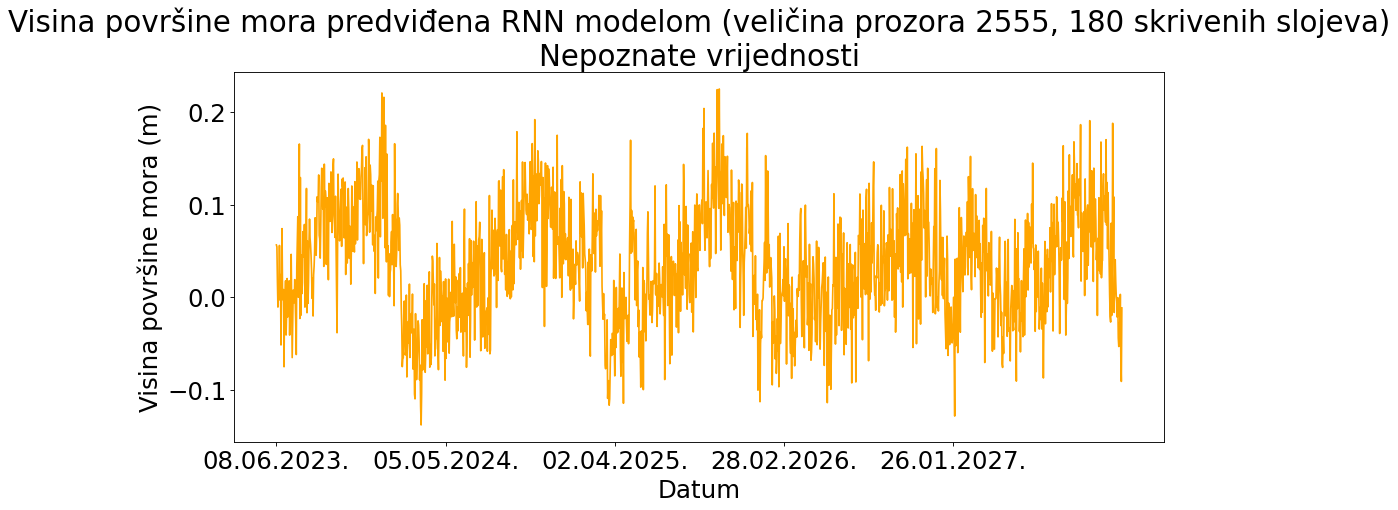 Visina površine mora predviđena RNN modelom (veličina prozora 2555, 180 skrivenih slojeva)
Nepoznate vrijednosti
Visina površine mora (m)
0.2
0.1
0.0
−0.1
08.06.2023. 05.05.2024. 02.04.2025. 28.02.2026. 26.01.2027.
Datum